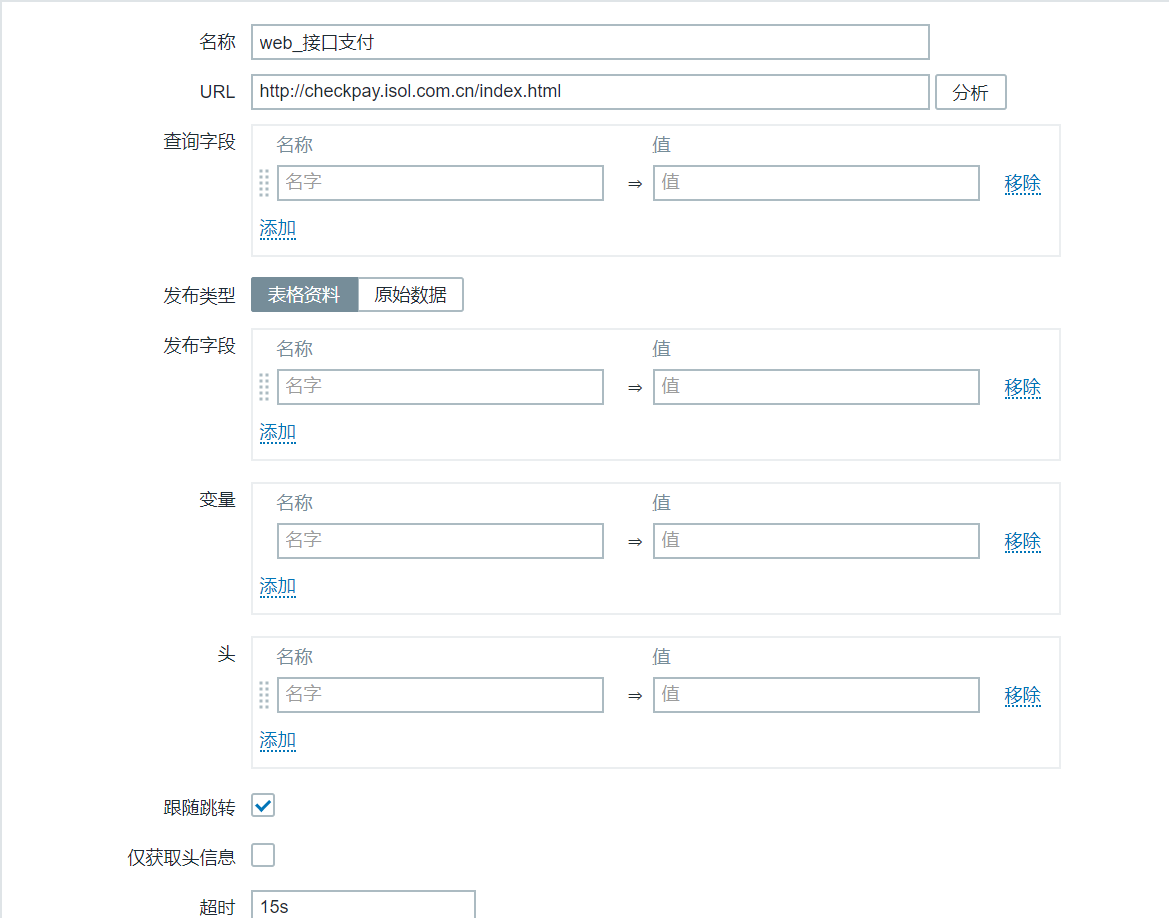 名称 web_接口支付
URL http://checkpay.isol.com.cn/index.html 分析
查询字段 名称 值
名字 ⇒ 值 移除
添加
发布类型 表格资料 原始数据
发布字段 名称 值
名字 ⇒ 值 移除
添加
变量 名称 值
名字 ⇒ 值 移除
添加
头 名称 值
名字 ⇒ 值 移除
添加
跟随跳转
仅获取头信息
超时 15s